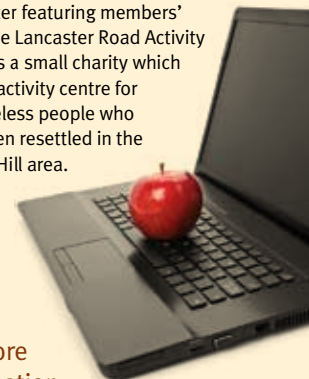 er featuring members’
e Lancaster Road Activity
s a small charity which
activity centre for
eless people who
en resettled in the
Hill area.
ore